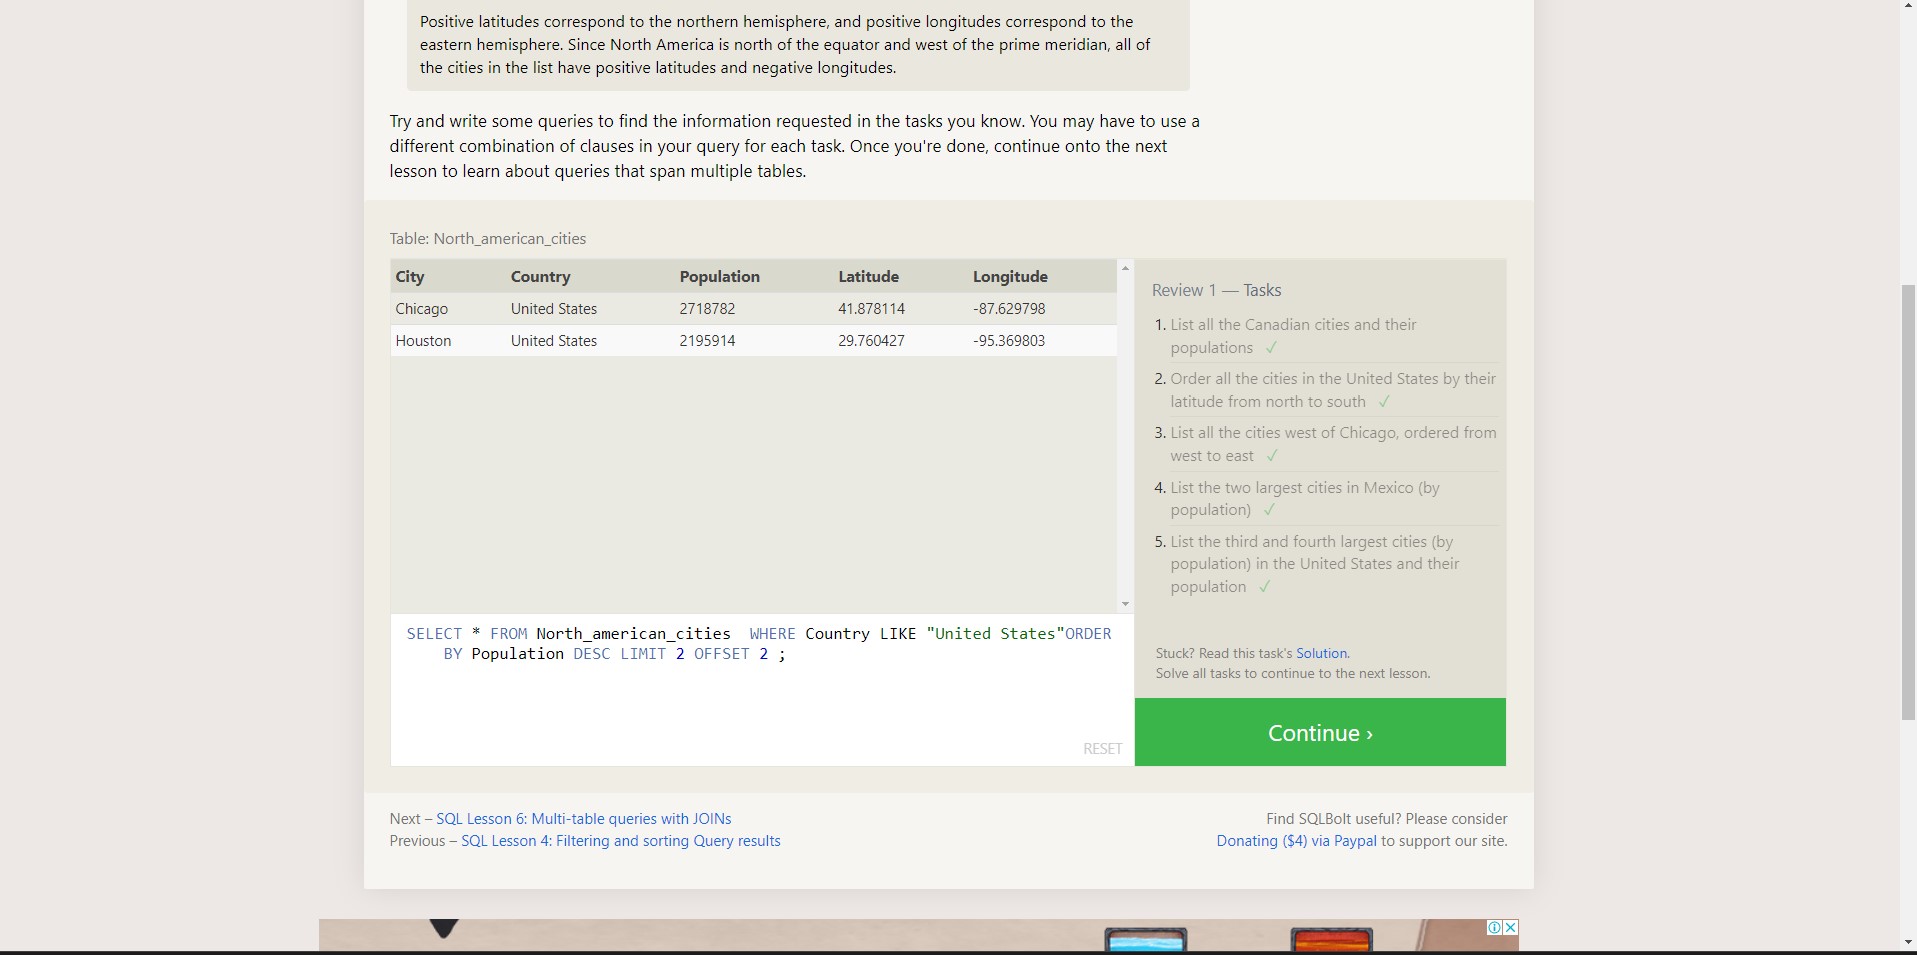 Positive latitudes correspond to the northern hemisphere, and positive longitudes correspond to the
eastern hemisphere. Since North America is north of the equator and west of the prime meridian, all of
the cities in the list have positive latitudes and negative longitudes.
Try and write some queries to find the information requested in the tasks you know. You may have to use a
different combination of clauses in your query for each task. Once you're done, continue onto the next
lesson to learn about queries that span multiple tables.
Table: North_american_cities
City Country Population Latitude Longitude
Chicago United States 2718782 41.878114 -87.629798
Houston United States 2195914 29.760427 -95.369803
SELECT * FROM North_american_cities  WHERE Country LIKE "United States"ORDER
BY Population DESC LIMIT 2 OFFSET 2 ;
RESET
Review 1 — Tasks
1. List all the Canadian cities and their
populations ✓
2. Order all the cities in the United States by their
latitude from north to south ✓
3. List all the cities west of Chicago, ordered from
west to east ✓
4. List the two largest cities in Mexico (by
population) ✓
5. List the third and fourth largest cities (by
population) in the United States and their
population ✓
Stuck? Read this task's Solution.
Solve all tasks to continue to the next lesson.
Continue ›
Next – SQL Lesson 6: Multi-table queries with JOINs
Previous – SQL Lesson 4: Filtering and sorting Query results
Find SQLBolt useful? Please consider
Donating ($4) via Paypal to support our site.